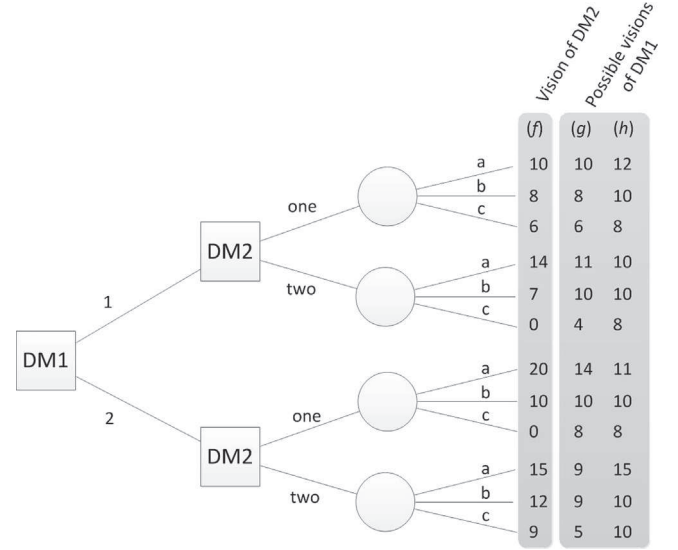 Vision of DM2
Possible visions
of DM1
(f) (g) (h)
a 10 10 12
b 8 8 10
one
c 6 6 8
DM2
a 14 11 10
two
b 7 10 10
1
c 0 4 8
DM1
a 20 14 11
2
one
b 10 10 10
c 0 8 8
DM2
a 15 9 15
two
b 12 9 10
c 9 5 10